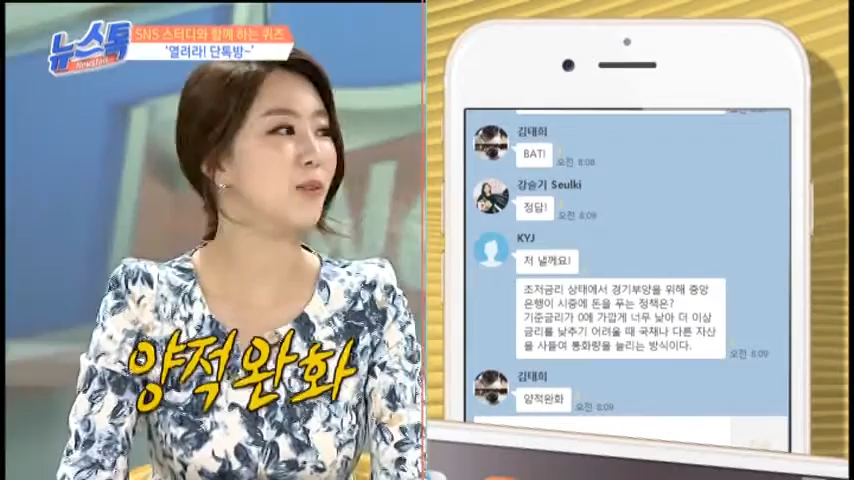 뉴스톡
Newstalk
SNS 스터디와 함께 하는 퀴즈
'열려라! 단톡방~'
양적완화
김태희
BAT!
오전 8:08
강슬기 Seulki
정답!
오전 8:09
KYJ
저 낼께요!
초저금리 상태에서 경기부양을 위해 중앙
은행이 시중에 돈을 푸는 정책은?
기준금리가 0에 가깝게 너무 낮아 더 이상
금리를 낮추기 어려울 때 국채나 다른 자산
을 사들여 통화량을 늘리는 방식이다.
오전 8:09
김태희
양적완화
오전 8:09